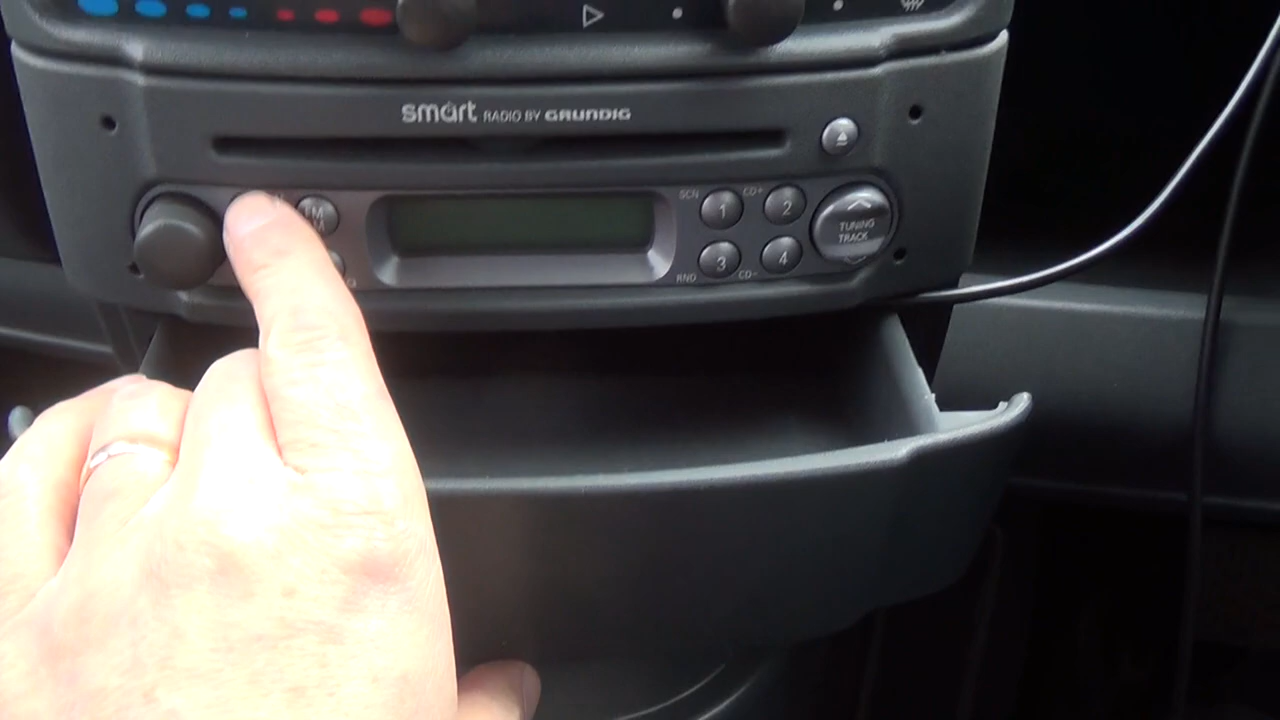 smart RADIO BY GRUNDIG
SCN CD+
1 2
TUNING
TRACK
3 4
RND CD-